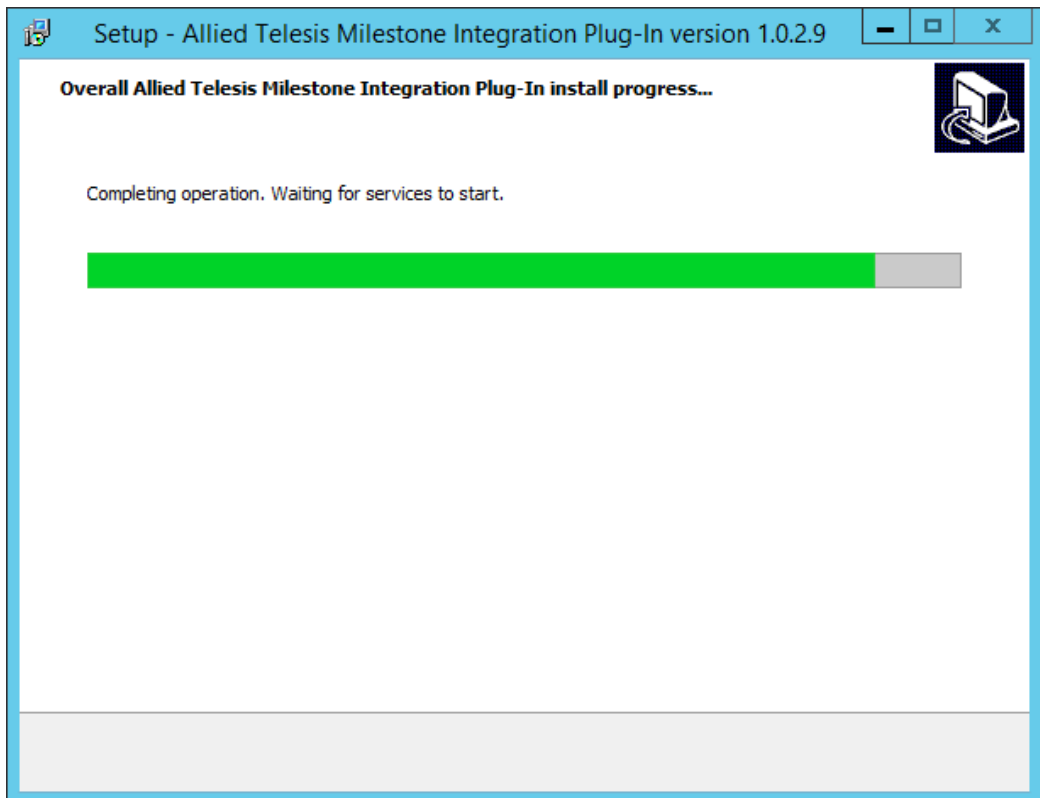 Setup - Allied Telesis Milestone Integration Plug-In version 1.0.2.9
Overall Allied Telesis Milestone Integration Plug-In install progress...
Completing operation. Waiting for services to start.